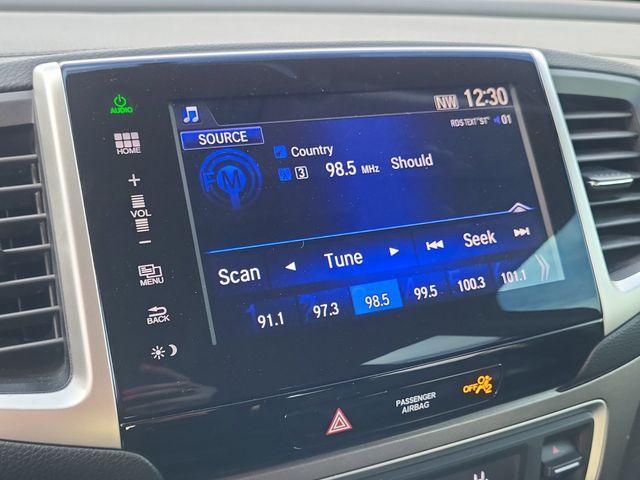 AUDIO
HOME
+
VOL
-
MENU
BACK
NW 12:30
RDS TEXT "ST" 01
SOURCE
Country
3 98.5 MHz Should
FM
Scan Tune Seek
91.1 97.3 98.5 99.5 100.3 101.1
PASSENGER
AIRBAG
OFF 2